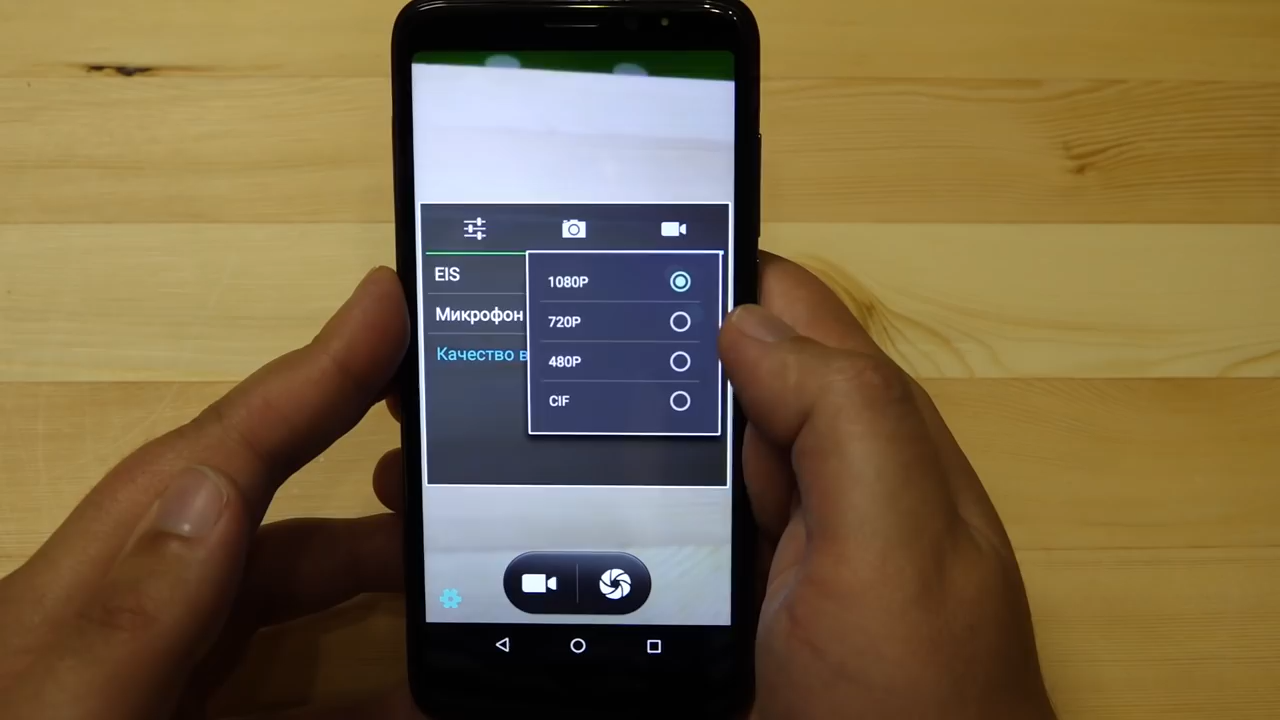 EIS
Микрофон
Качество в
1080P
720P
480P
CIF